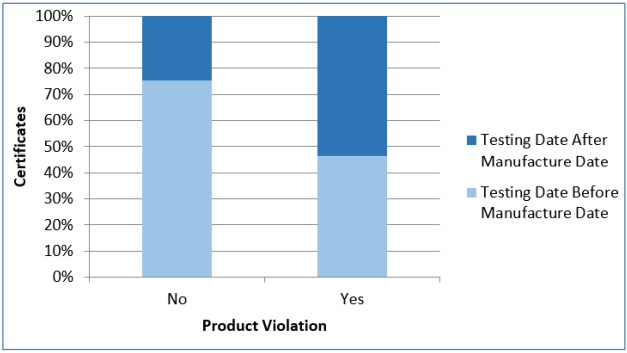 100%
90%
80%
70%
60%
50%
40%
30%
20%
10%
0%
Certificates
No
Yes
Product Violation
Testing Date After
Manufacture Date
Testing Date Before
Manufacture Date